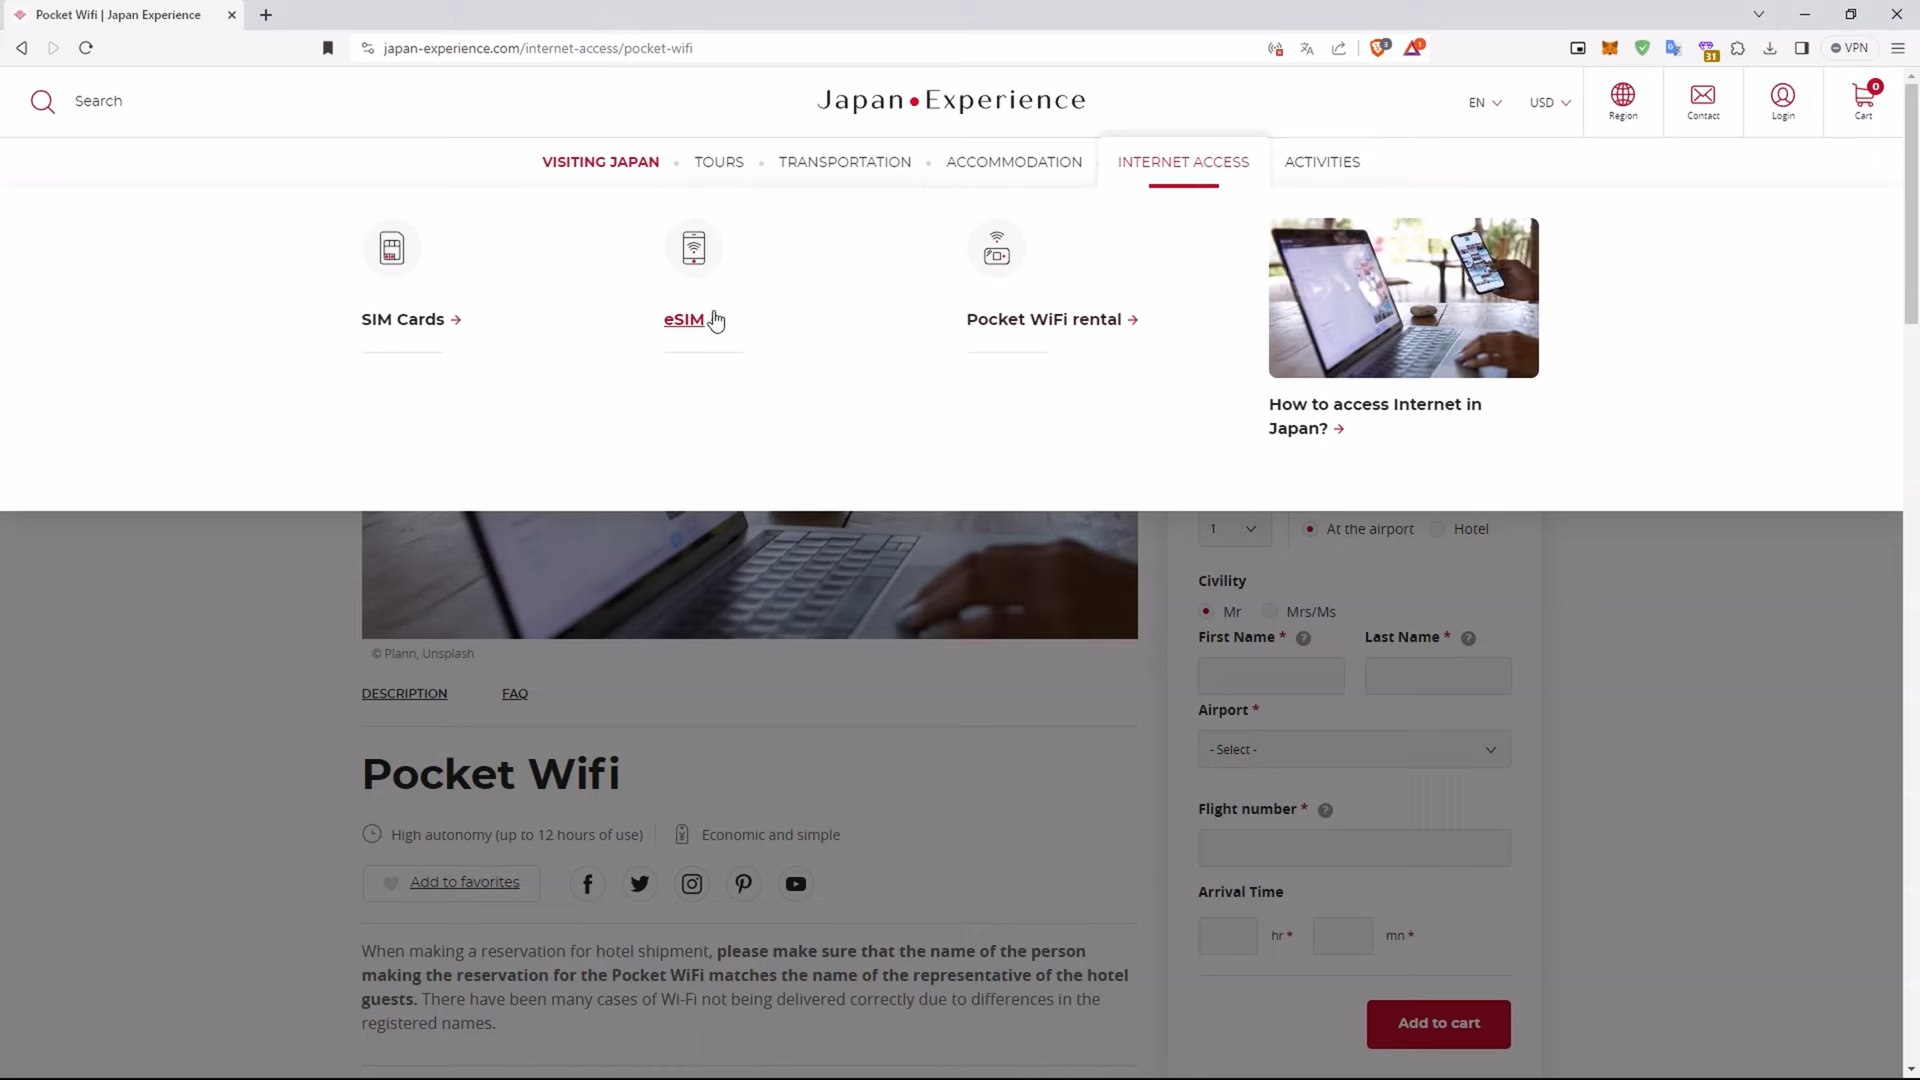 Pocket Wifi | Japan Experience
japan-experience.com/internet-access/pocket-wifi
3
1
31
VPN
Search
Japan Experience
EN
USD
Region
Contact
Login
0
Cart
VISITING JAPAN
TOURS
TRANSPORTATION
ACCOMMODATION
INTERNET ACCESS
ACTIVITIES
SIM Cards
eSIM
Pocket WiFi rental
How to access Internet in
Japan?
1
At the airport
Hotel
Civility
Mr
Mrs/Ms
First Name * ?
Last Name * ?
Airport *
- Select -
Flight number * ?
Arrival Time
hr *
mn *
Add to cart
© Plann, Unsplash
DESCRIPTION
FAQ
Pocket Wifi
High autonomy (up to 12 hours of use)
Economic and simple
Add to favorites
When making a reservation for hotel shipment, please make sure that the name of the person
making the reservation for the Pocket WiFi matches the name of the representative of the hotel
guests. There have been many cases of Wi-Fi not being delivered correctly due to differences in the
registered names.